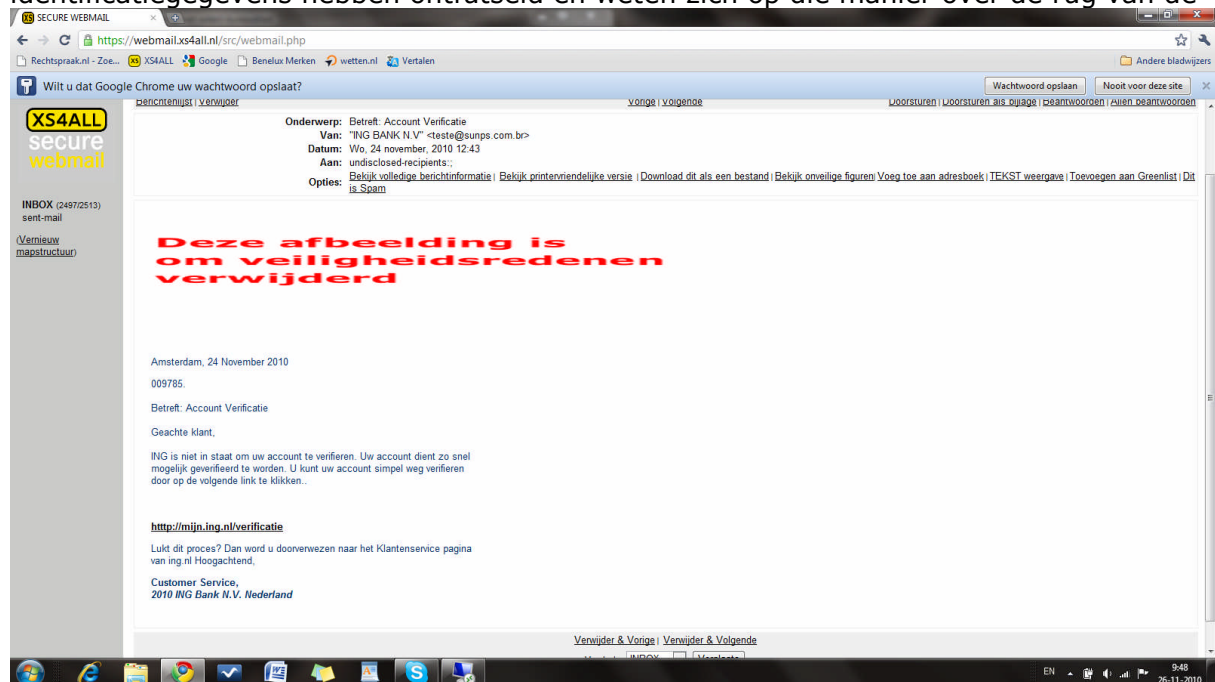 identificatiegegevens hebben ontfutseld en weten zich op die manier over de rug van de
SECURE WEBMAIL
https://webmail.xs4all.nl/src/webmail.php
Rechtspraak.nl - Zoe... XS4ALL Google Benelux Merken wetten.nl Vertalen Andere bladwijzers
Wilt u dat Google Chrome uw wachtwoord opslaat? Wachtwoord opslaan Nooit voor deze site
Berichtenlijst | Verwijder Vorige | Volgende Doorsturen | Doorsturen als bijlage | Beantwoorden | Allen beantwoorden
XS4ALL
secure
webmail
INBOX (2497/2513)
sent-mail
(Vernieuw
mapstructuur)
Onderwerp: Betreft: Account Verificatie
Van: "ING BANK N.V" <teste@sunps.com.br>
Datum: Wo, 24 november, 2010 12:43
Aan: undisclosed-recipients:;
Opties: Bekijk volledige berichtinformatie | Bekijk printervriendelijke versie | Download dit als een bestand | Bekijk onveilige figuren | Voeg toe aan adresboek | TEKST weergave | Toevoegen aan Greenlist | Dit
is Spam
Deze afbeelding is
om veiligheidsredenen
verwijderd
Amsterdam, 24 November 2010
009785.
Betreft: Account Verificatie
Geachte klant,
ING is niet in staat om uw account te verifieren. Uw account dient zo snel
mogelijk geverifieerd te worden. U kunt uw account simpel weg verifieren
door op de volgende link te klikken..
htttp://mijn.ing.nl/verificatie
Lukt dit proces? Dan word u doorverwezen naar het Klantenservice pagina
van ing.nl Hoogachtend,
Customer Service,
2010 ING Bank N.V. Nederland
Verwijder & Vorige | Verwijder & Volgende
INBOX
EN 9:48
26-11-2010